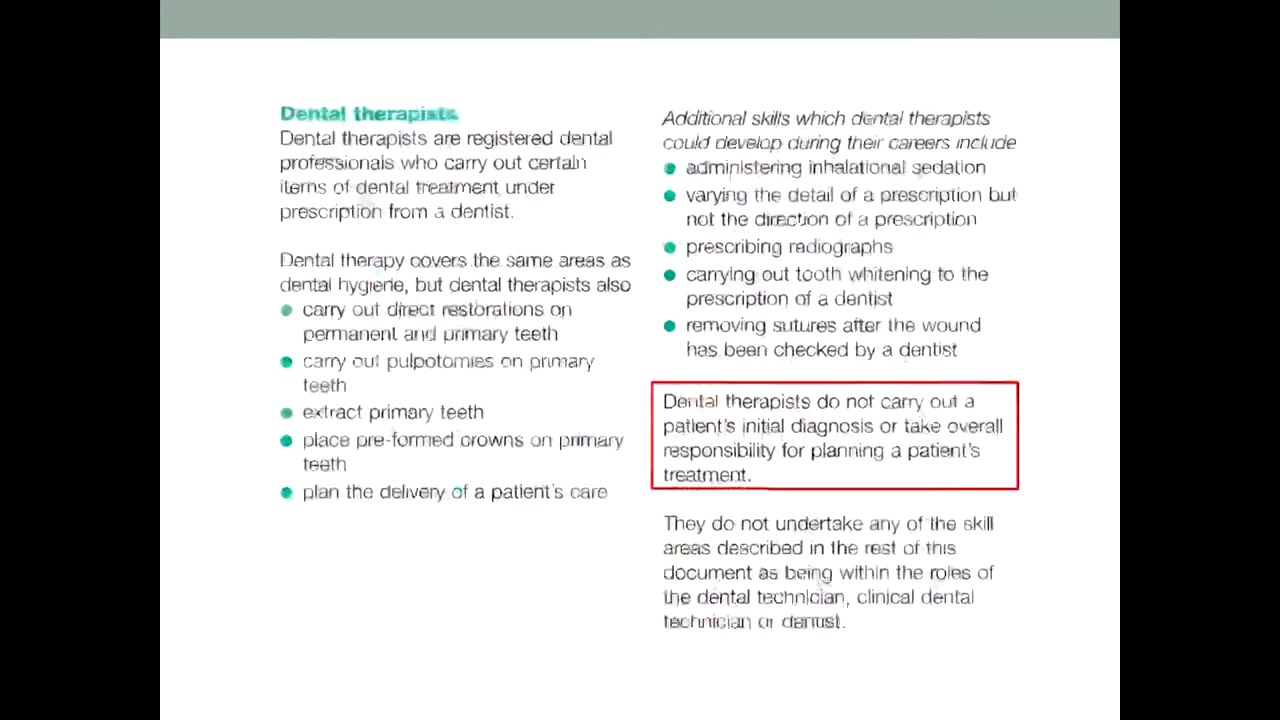 Dental therapists
Dental therapists are registered dental
professionals who carry out certain
items of dental treatment under
prescription from a dentist.
Dental therapy covers the same areas as
dental hygiene, but dental therapists also
carry out direct restorations on
permanent and primary teeth
carry out pulpotomies on primary
teeth
extract primary teeth
place pre-formed crowns on primary
teeth
plan the delivery of a patient's care
Additional skills which dental therapists
could develop during their careers include
administering inhalational sedation
varying the detail of a prescription but
not the direction of a prescription
prescribing radiographs
carrying out tooth whitening to the
prescription of a dentist
removing sutures after the wound
has been checked by a dentist
Dental therapists do not carry out a
patient's initial diagnosis or take overall
responsibility for planning a patient's
treatment.
They do not undertake any of the skill
areas described in the rest of this
document as being within the roles of
the dental technician, clinical dental
technician or dentist.